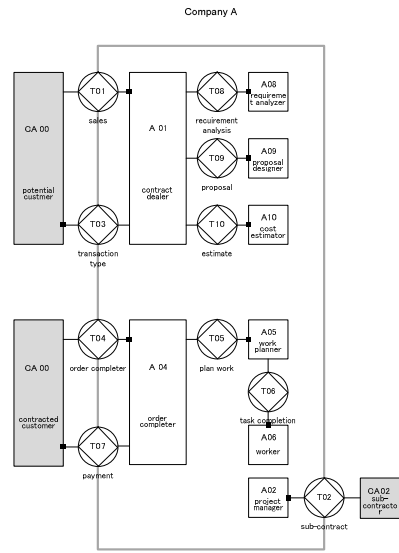 Company A
CA 00
potential
custmer
T01
sales
A 01
contract
dealer
T08
recuirement
analysis
A08
requireme
t analyzer
T09
proposal
A09
proposal
designer
T03
transaction
type
T10
estimate
A10
cost
estimator
CA 00
contracted
customer
T04
order completer
A 04
order
completer
T05
plan work
A05
work
planner
T06
task completion
A06
worker
T07
payment
A02
project
manager
T02
sub-contract
CA02
sub-
contracto
r